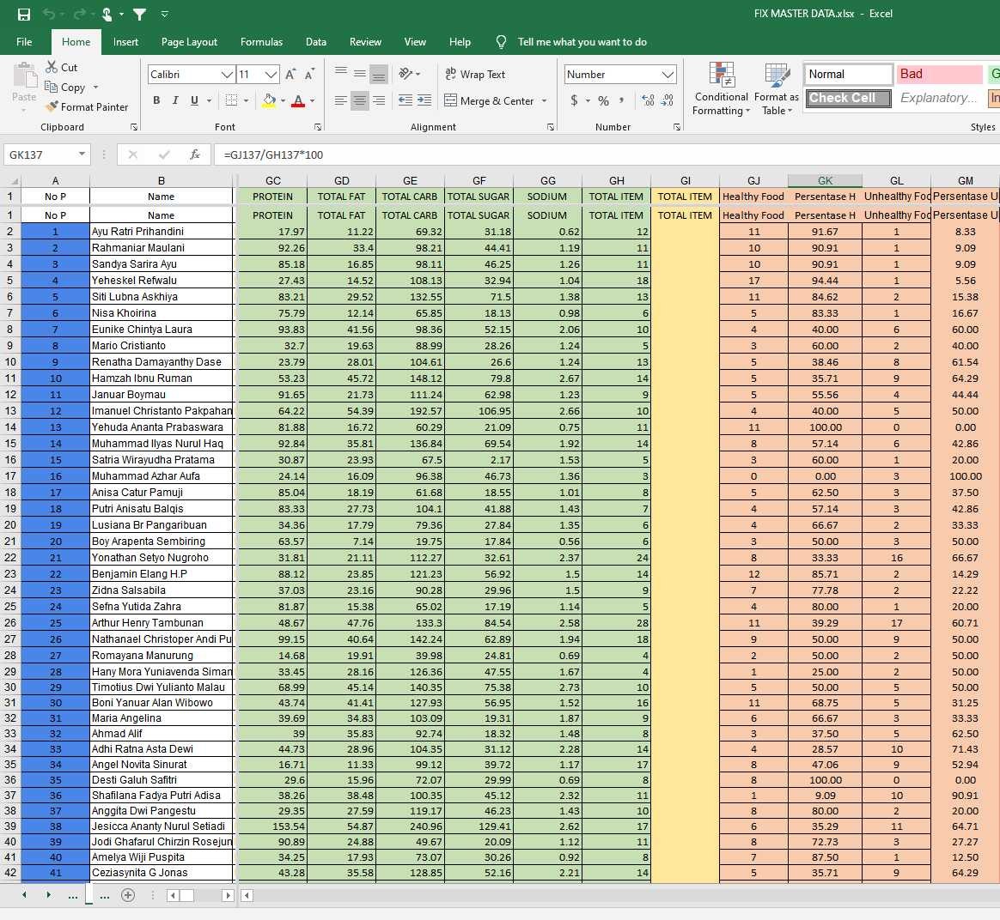 FIX MASTER DATA.xlsx - Excel
File Home Insert Page Layout Formulas Data Review View Help Tell me what you want to do
Cut
Copy
Paste
Format Painter
Calibri 11
B I U
A A A
ab Wrap Text
Merge & Center
Number
$ % , .00 .00
Conditional Formatting
Format as Table
Normal Bad G
Check Cell Explanatory... In
Clipboard Font Alignment Number Styles
GK137 fx =GJ137/GH137*100
A B GC GD GE GF GG GH GI GJ GK GL GM
1 No P Name PROTEIN TOTAL FAT TOTAL CARB TOTAL SUGAR SODIUM TOTAL ITEM TOTAL ITEM Healthy Food Persentase H Unhealthy Foo Persentase U
1 No P Name PROTEIN TOTAL FAT TOTAL CARB TOTAL SUGAR SODIUM TOTAL ITEM TOTAL ITEM Healthy Food Persentase H Unhealthy Foo Persentase U
2 1 Ayu Ratri Prihandini 17.97 11.22 69.32 31.18 0.62 12 11 91.67 1 8.33
3 2 Rahmaniar Maulani 92.26 33.4 98.21 44.41 1.19 11 10 90.91 1 9.09
4 3 Sandya Sarira Ayu 85.18 16.85 98.11 46.25 1.26 11 10 90.91 1 9.09
5 4 Yeheskel Refwalu 27.43 14.52 108.13 32.94 1.04 18 17 94.44 1 5.56
6 5 Siti Lubna Askhiya 83.21 29.52 132.55 71.5 1.38 13 11 84.62 2 15.38
7 6 Nisa Khoirina 75.79 12.14 65.85 18.13 0.98 6 5 83.33 1 16.67
8 7 Eunike Chintya Laura 93.83 41.56 98.36 52.15 2.06 10 4 40.00 6 60.00
9 8 Mario Cristianto 32.7 19.63 88.99 28.26 1.24 5 3 60.00 2 40.00
10 9 Renatha Damayanthy Dase 23.79 28.01 104.61 26.6 1.24 13 5 38.46 8 61.54
11 10 Hamzah Ibnu Ruman 53.23 45.72 148.12 79.8 2.67 14 5 35.71 9 64.29
12 11 Januar Boymau 91.65 21.73 111.24 62.98 1.23 9 5 55.56 4 44.44
13 12 Imanuel Christanto Pakpahan 64.22 54.39 192.57 106.95 2.66 10 4 40.00 5 50.00
14 13 Yehuda Ananta Prabaswara 81.88 16.72 60.29 21.09 0.75 11 11 100.00 0 0.00
15 14 Muhammad Ilyas Nurul Haq 92.84 35.81 136.84 69.54 1.92 14 8 57.14 6 42.86
16 15 Satria Wirayudha Pratama 30.87 23.93 67.5 2.17 1.53 5 3 60.00 1 20.00
17 16 Muhammad Azhar Aufa 24.14 16.09 96.38 46.73 1.36 3 0 0.00 3 100.00
18 17 Anisa Catur Pamuji 85.04 18.19 61.68 18.55 1.01 8 5 62.50 3 37.50
19 18 Putri Anisatu Balqis 83.33 27.73 104.1 41.88 1.43 7 4 57.14 3 42.86
20 19 Lusiana Br Pangaribuan 34.36 17.79 79.36 27.84 1.35 6 4 66.67 2 33.33
21 20 Boy Arapenta Sembiring 63.57 7.14 19.75 17.84 0.56 6 3 50.00 3 50.00
22 21 Yonathan Setyo Nugroho 31.81 21.11 112.27 32.61 2.37 24 8 33.33 16 66.67
23 22 Benjamin Elang H.P 88.12 23.85 121.23 56.92 1.5 14 12 85.71 2 14.29
24 23 Zidna Salsabila 37.03 23.16 90.28 29.96 1.5 9 7 77.78 2 22.22
25 24 Sefna Yutida Zahra 81.87 15.38 65.02 17.19 1.14 5 4 80.00 1 20.00
26 25 Arthur Henry Tambunan 48.67 47.76 133.3 84.54 2.58 28 11 39.29 17 60.71
27 26 Nathanael Christoper Andi Pu 99.15 40.64 142.24 62.89 1.94 18 9 50.00 9 50.00
28 27 Romayana Manurung 14.68 19.91 39.98 24.81 0.69 4 2 50.00 2 50.00
29 28 Hany Mora Yuniavenda Siman 33.45 28.16 126.36 47.55 1.67 4 1 25.00 2 50.00
30 29 Timotius Dwi Yulianto Malau 68.99 45.14 140.35 75.38 2.73 10 5 50.00 5 50.00
31 30 Boni Yanuar Alan Wibowo 43.74 41.41 127.93 56.95 1.52 16 11 68.75 5 31.25
32 31 Maria Angelina 39.69 34.83 103.09 19.31 1.87 9 6 66.67 3 33.33
33 32 Ahmad Alif 39 35.83 92.74 18.32 1.48 8 3 37.50 5 62.50
34 33 Adhi Ratna Asta Dewi 44.73 28.96 104.35 31.12 2.28 14 4 28.57 10 71.43
35 34 Angel Novita Sinurat 16.71 11.33 99.12 39.72 1.17 17 8 47.06 9 52.94
36 35 Desti Galuh Safitri 29.6 15.96 72.07 29.99 0.69 8 8 100.00 0 0.00
37 36 Shafilana Fadya Putri Adisa 38.26 38.48 100.35 45.12 2.32 11 1 9.09 10 90.91
38 37 Anggita Dwi Pangestu 29.35 27.59 119.17 46.23 1.43 10 8 80.00 2 20.00
39 38 Jesicca Ananty Nurul Setiadi 153.54 54.87 240.96 129.41 2.62 17 6 35.29 11 64.71
40 39 Jodi Ghafarul Chirzin Rosejun 90.89 24.88 49.67 20.09 1.12 11 8 72.73 3 27.27
41 40 Amelya Wiji Puspita 34.25 17.93 73.07 30.26 0.92 8 7 87.50 1 12.50
42 41 Ceziasynita G Jonas 43.28 35.58 128.85 52.16 2.21 14 5 35.71 9 64.29
... ...